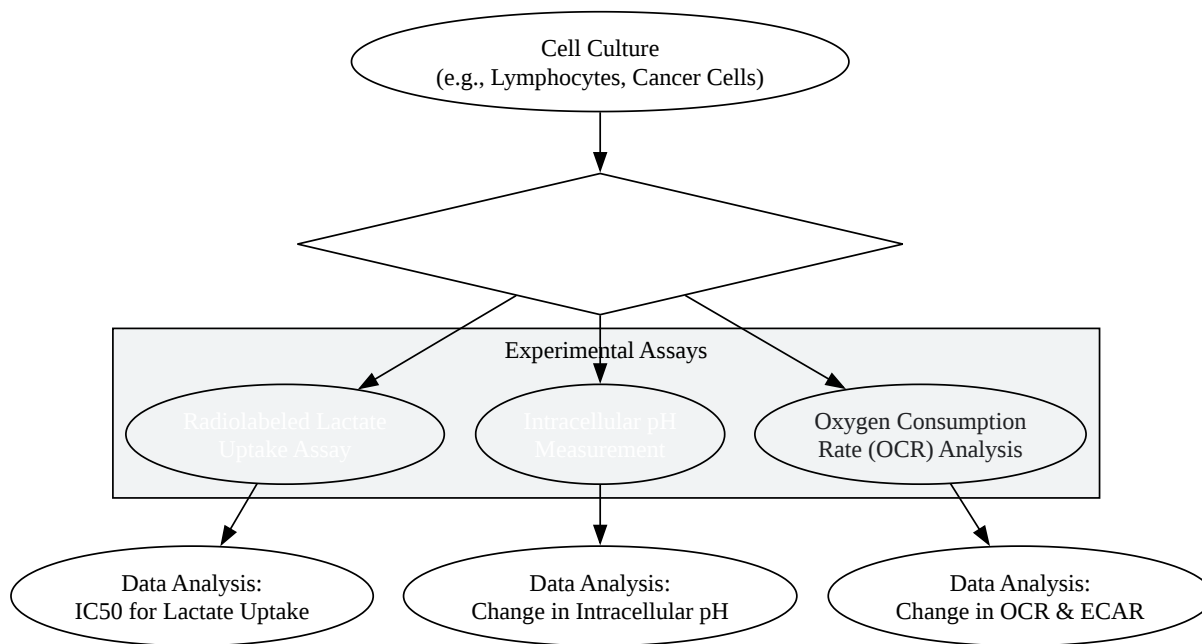 Cell Culture
(e.g., Lymphocytes, Cancer Cells)
Experimental Assays
Radiolabeled Lactate
Uptake Assay
Intracellular pH
Measurement
Oxygen Consumption
Rate (OCR) Analysis
Data Analysis:
IC50 for Lactate Uptake
Data Analysis:
Change in Intracellular pH
Data Analysis:
Change in OCR & ECAR